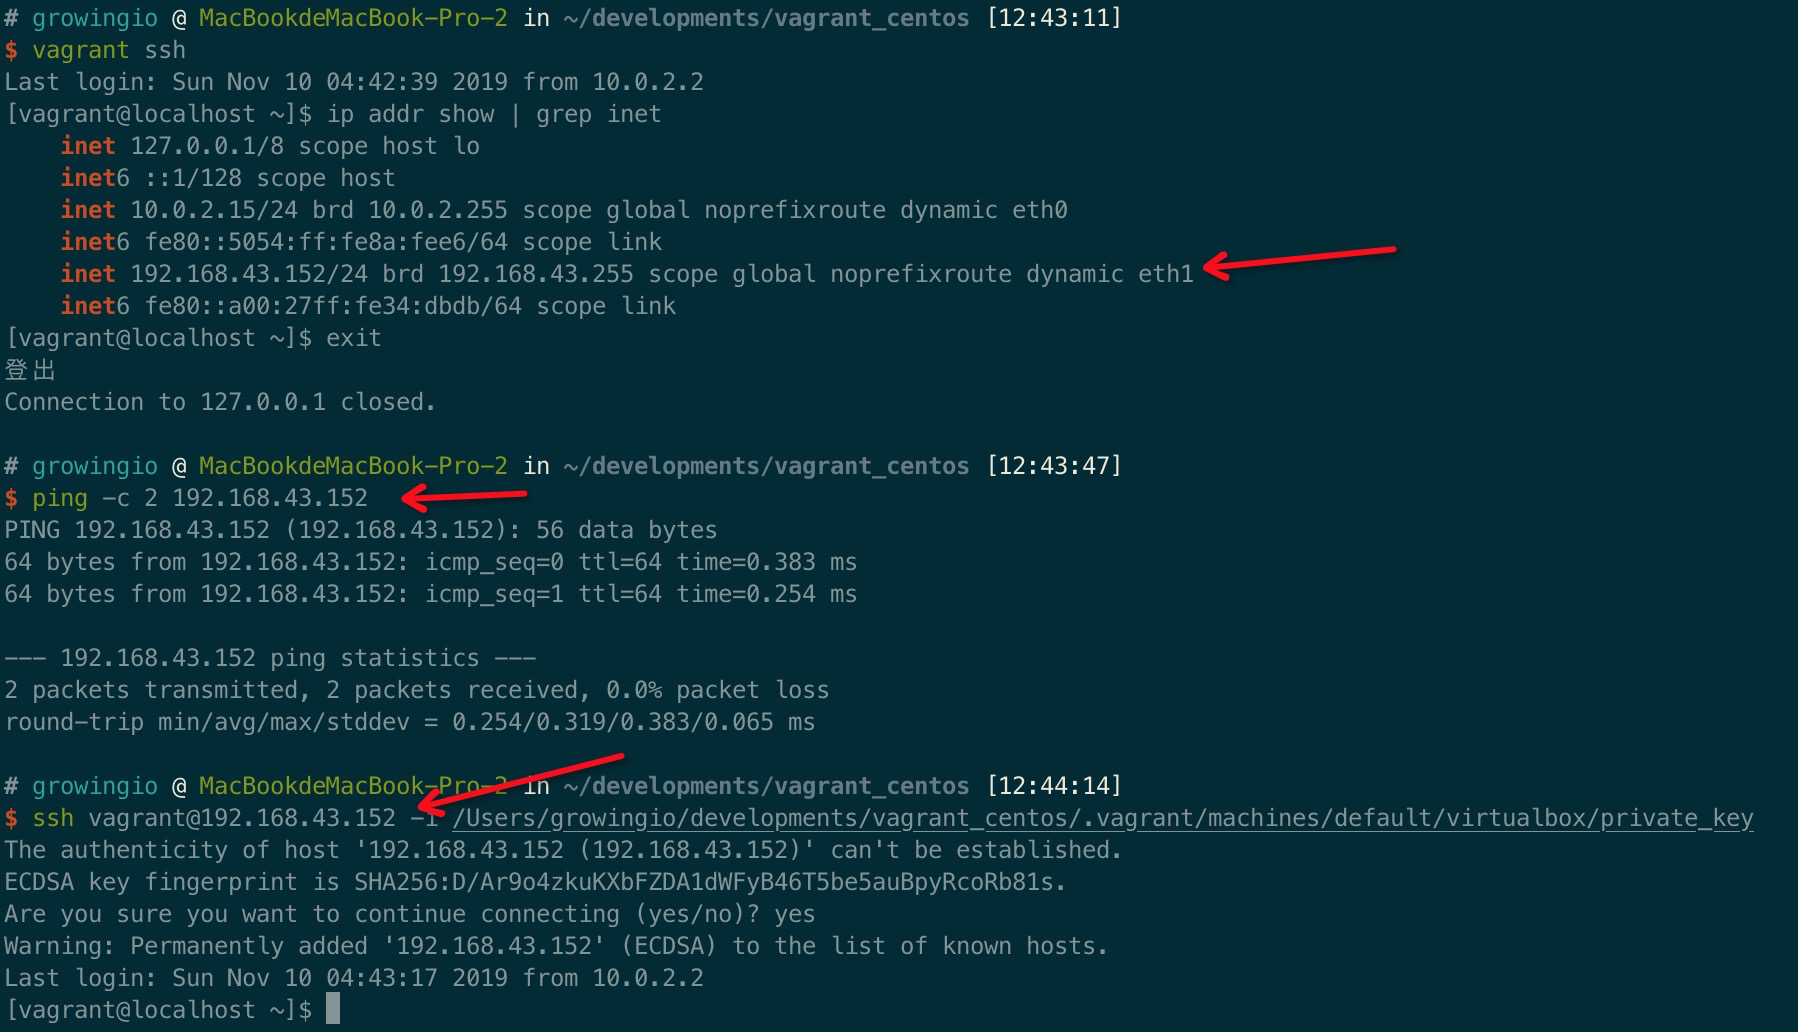 # growingio @ MacBookdeMacBook-Pro-2 in ~/developments/vagrant_centos [12:43:11]
$ vagrant ssh
Last login: Sun Nov 10 04:42:39 2019 from 10.0.2.2
[vagrant@localhost ~]$ ip addr show | grep inet
    inet 127.0.0.1/8 scope host lo
    inet6 ::1/128 scope host
    inet 10.0.2.15/24 brd 10.0.2.255 scope global noprefixroute dynamic eth0
    inet6 fe80::5054:ff:fe8a:fee6/64 scope link
    inet 192.168.43.152/24 brd 192.168.43.255 scope global noprefixroute dynamic eth1
    inet6 fe80::a00:27ff:fe34:dbdb/64 scope link
[vagrant@localhost ~]$ exit
登出
Connection to 127.0.0.1 closed.
# growingio @ MacBookdeMacBook-Pro-2 in ~/developments/vagrant_centos [12:43:47]
$ ping -c 2 192.168.43.152
PING 192.168.43.152 (192.168.43.152): 56 data bytes
64 bytes from 192.168.43.152: icmp_seq=0 ttl=64 time=0.383 ms
64 bytes from 192.168.43.152: icmp_seq=1 ttl=64 time=0.254 ms
--- 192.168.43.152 ping statistics ---
2 packets transmitted, 2 packets received, 0.0% packet loss
round-trip min/avg/max/stddev = 0.254/0.319/0.383/0.065 ms
# growingio @ MacBookdeMacBook-Pro-2 in ~/developments/vagrant_centos [12:44:14]
$ ssh vagrant@192.168.43.152 -i /Users/growingio/developments/vagrant_centos/.vagrant/machines/default/virtualbox/private_key
The authenticity of host '192.168.43.152 (192.168.43.152)' can't be established.
ECDSA key fingerprint is SHA256:D/Ar9o4zkuKXbFZDA1dWFyB46T5be5auBpyRcoRb81s.
Are you sure you want to continue connecting (yes/no)? yes
Warning: Permanently added '192.168.43.152' (ECDSA) to the list of known hosts.
Last login: Sun Nov 10 04:43:17 2019 from 10.0.2.2
[vagrant@localhost ~]$